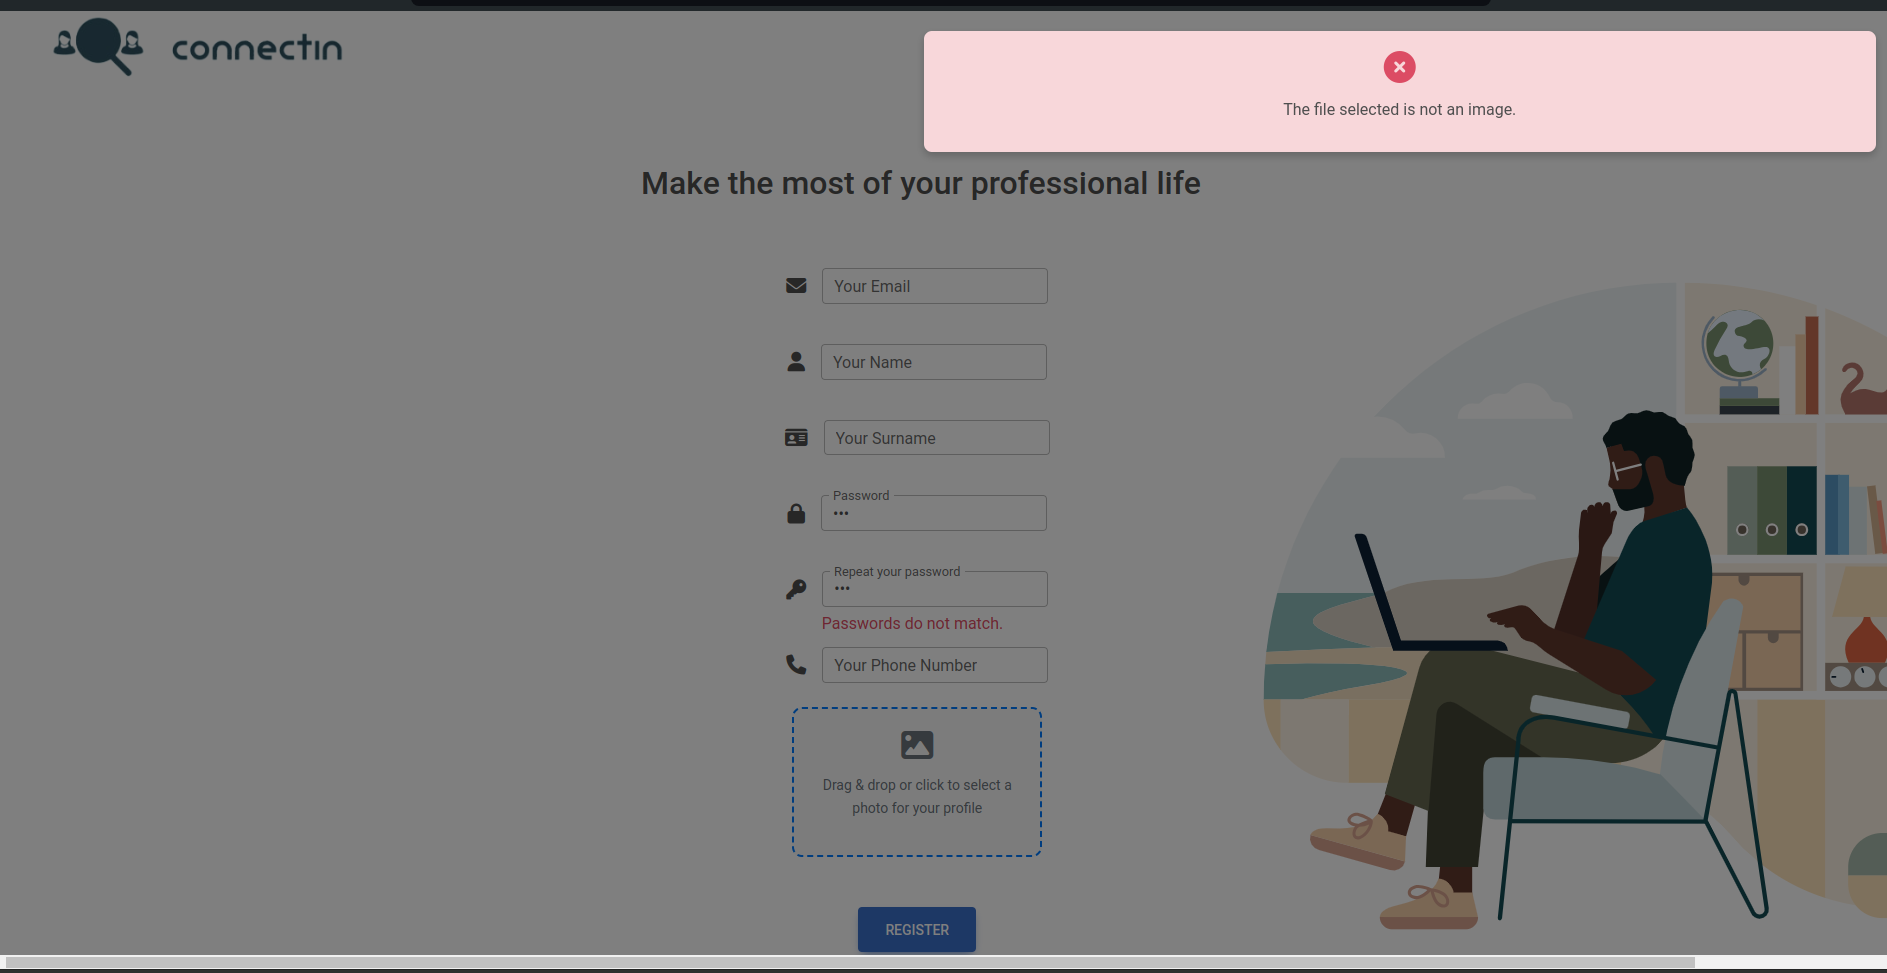 connectin
The file selected is not an image.
Make the most of your professional life
Your Email
Your Name
Your Surname
Password
•••
Repeat your password
•••
Passwords do not match.
Your Phone Number
Drag & drop or click to select a
photo for your profile
REGISTER